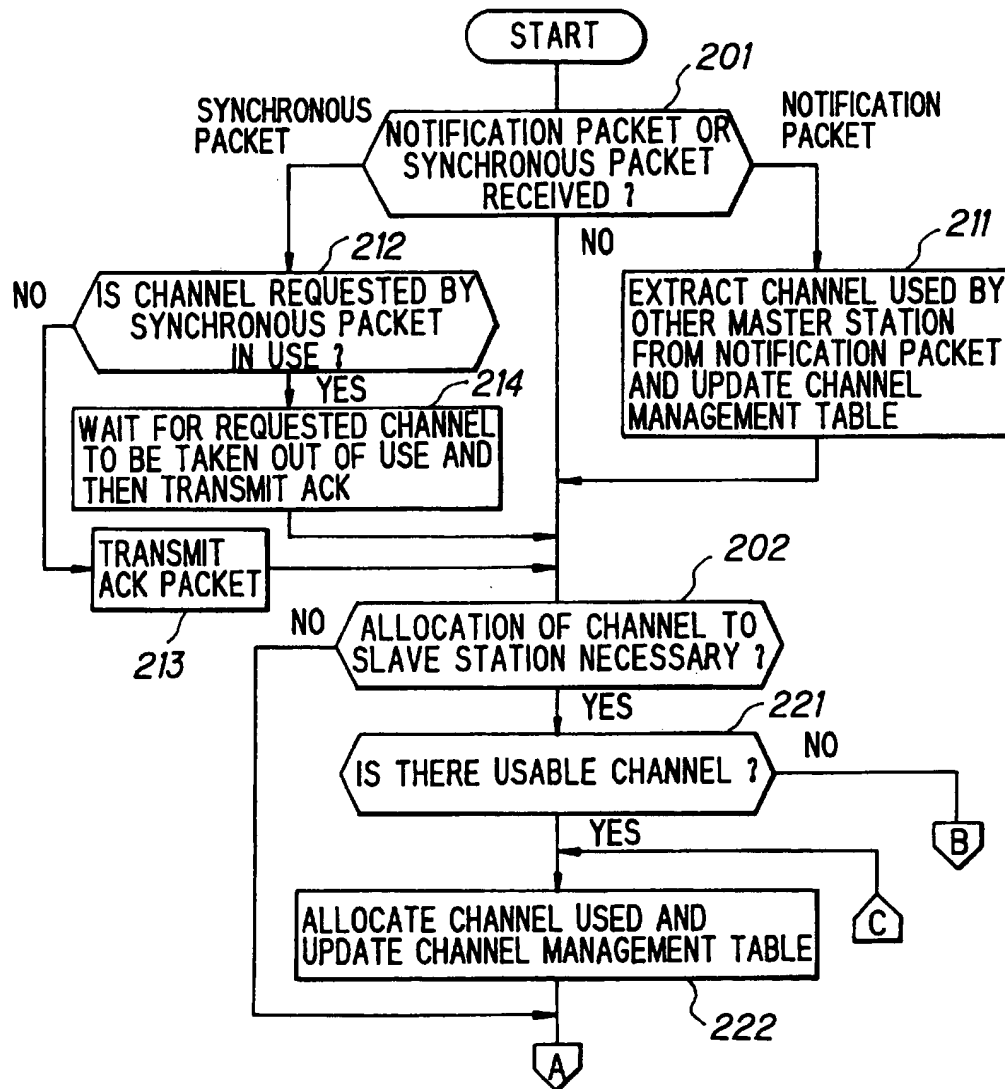 START
201
SYNCHRONOUS
PACKET
NOTIFICATION PACKET OR
SYNCHRONOUS PACKET
RECEIVED ?
NOTIFICATION
PACKET
NO
212
NO
IS CHANNEL REQUESTED BY
SYNCHRONOUS PACKET
IN USE ?
YES
211
EXTRACT CHANNEL USED BY
OTHER MASTER STATION
FROM NOTIFICATION PACKET
AND UPDATE CHANNEL
MANAGEMENT TABLE
214
WAIT FOR REQUESTED CHANNEL
TO BE TAKEN OUT OF USE AND
THEN TRANSMIT ACK
TRANSMIT
ACK PACKET
213
202
NO
ALLOCATION OF CHANNEL TO
SLAVE STATION NECESSARY ?
YES
221
IS THERE USABLE CHANNEL ?
NO
YES
B
C
ALLOCATE CHANNEL USED AND
UPDATE CHANNEL MANAGEMENT TABLE
222
A